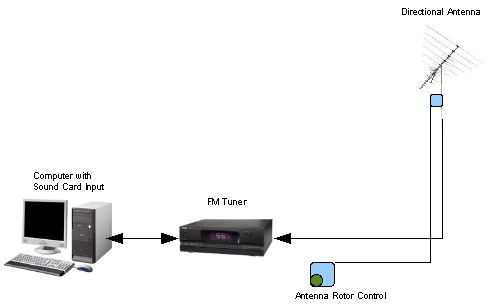 Directional Antenna
Computer with
Sound Card Input
FM Tuner
Antenna Rotor Control